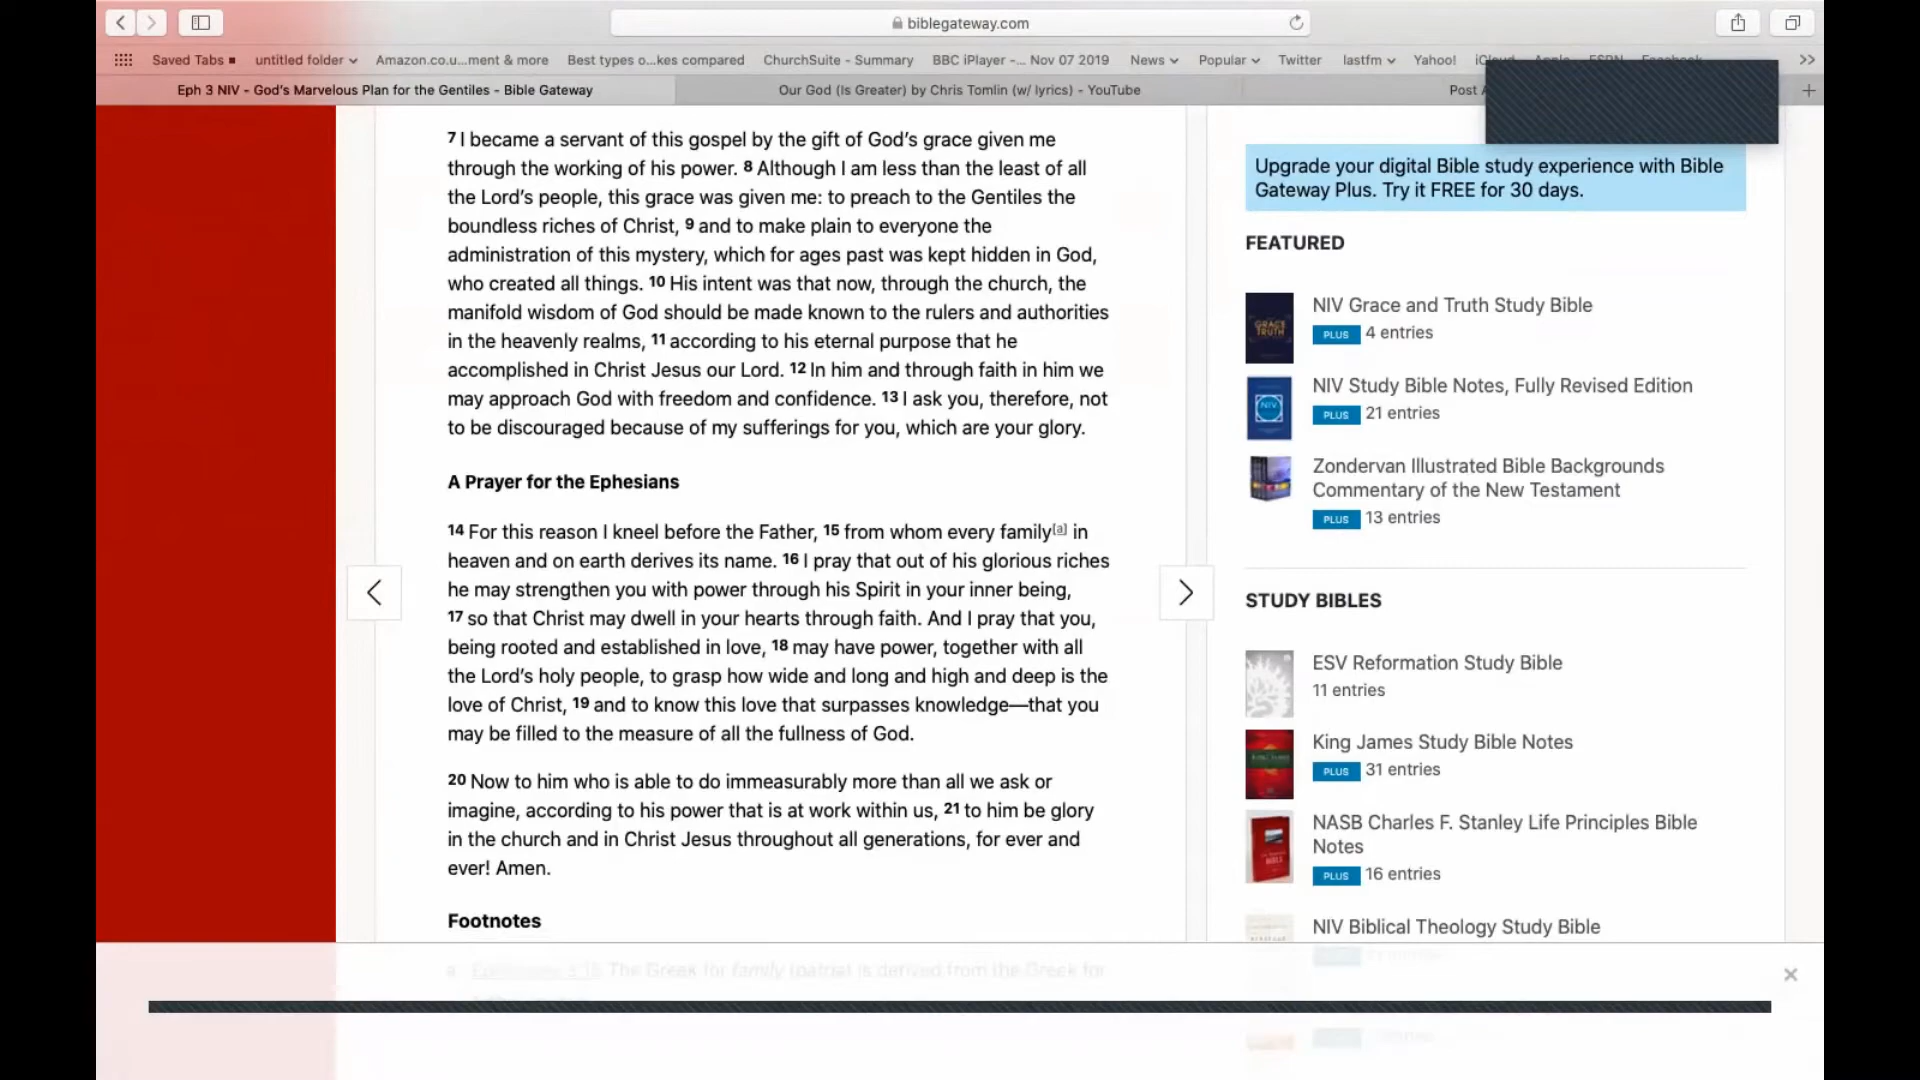 biblegateway.com
Saved Tabs
untitled folder
Amazon.co.u...ment & more
Best types o...kes compared
ChurchSuite - Summary
BBC iPlayer -... Nov 07 2019
News
Popular
Twitter
lastfm
Yahoo!
Eph 3 NIV - God's Marvelous Plan for the Gentiles - Bible Gateway
Our God (Is Greater) by Chris Tomlin (w/ lyrics) - YouTube
Post
7 I became a servant of this gospel by the gift of God's grace given me
through the working of his power. 8 Although I am less than the least of all
the Lord's people, this grace was given me: to preach to the Gentiles the
boundless riches of Christ, 9 and to make plain to everyone the
administration of this mystery, which for ages past was kept hidden in God,
who created all things. 10 His intent was that now, through the church, the
manifold wisdom of God should be made known to the rulers and authorities
in the heavenly realms, 11 according to his eternal purpose that he
accomplished in Christ Jesus our Lord. 12 In him and through faith in him we
may approach God with freedom and confidence. 13 I ask you, therefore, not
to be discouraged because of my sufferings for you, which are your glory.
A Prayer for the Ephesians
14 For this reason I kneel before the Father, 15 from whom every family[a] in
heaven and on earth derives its name. 16 I pray that out of his glorious riches
he may strengthen you with power through his Spirit in your inner being,
17 so that Christ may dwell in your hearts through faith. And I pray that you,
being rooted and established in love, 18 may have power, together with all
the Lord's holy people, to grasp how wide and long and high and deep is the
love of Christ, 19 and to know this love that surpasses knowledge—that you
may be filled to the measure of all the fullness of God.
20 Now to him who is able to do immeasurably more than all we ask or
imagine, according to his power that is at work within us, 21 to him be glory
in the church and in Christ Jesus throughout all generations, for ever and
ever! Amen.
Footnotes
a Ephesians 3:15 The Greek for family (patria) is derived from the Greek for
Upgrade your digital Bible study experience with Bible
Gateway Plus. Try it FREE for 30 days.
FEATURED
NIV Grace and Truth Study Bible
PLUS 4 entries
NIV Study Bible Notes, Fully Revised Edition
PLUS 21 entries
Zondervan Illustrated Bible Backgrounds
Commentary of the New Testament
PLUS 13 entries
STUDY BIBLES
ESV Reformation Study Bible
11 entries
King James Study Bible Notes
PLUS 31 entries
NASB Charles F. Stanley Life Principles Bible
Notes
PLUS 16 entries
NIV Biblical Theology Study Bible